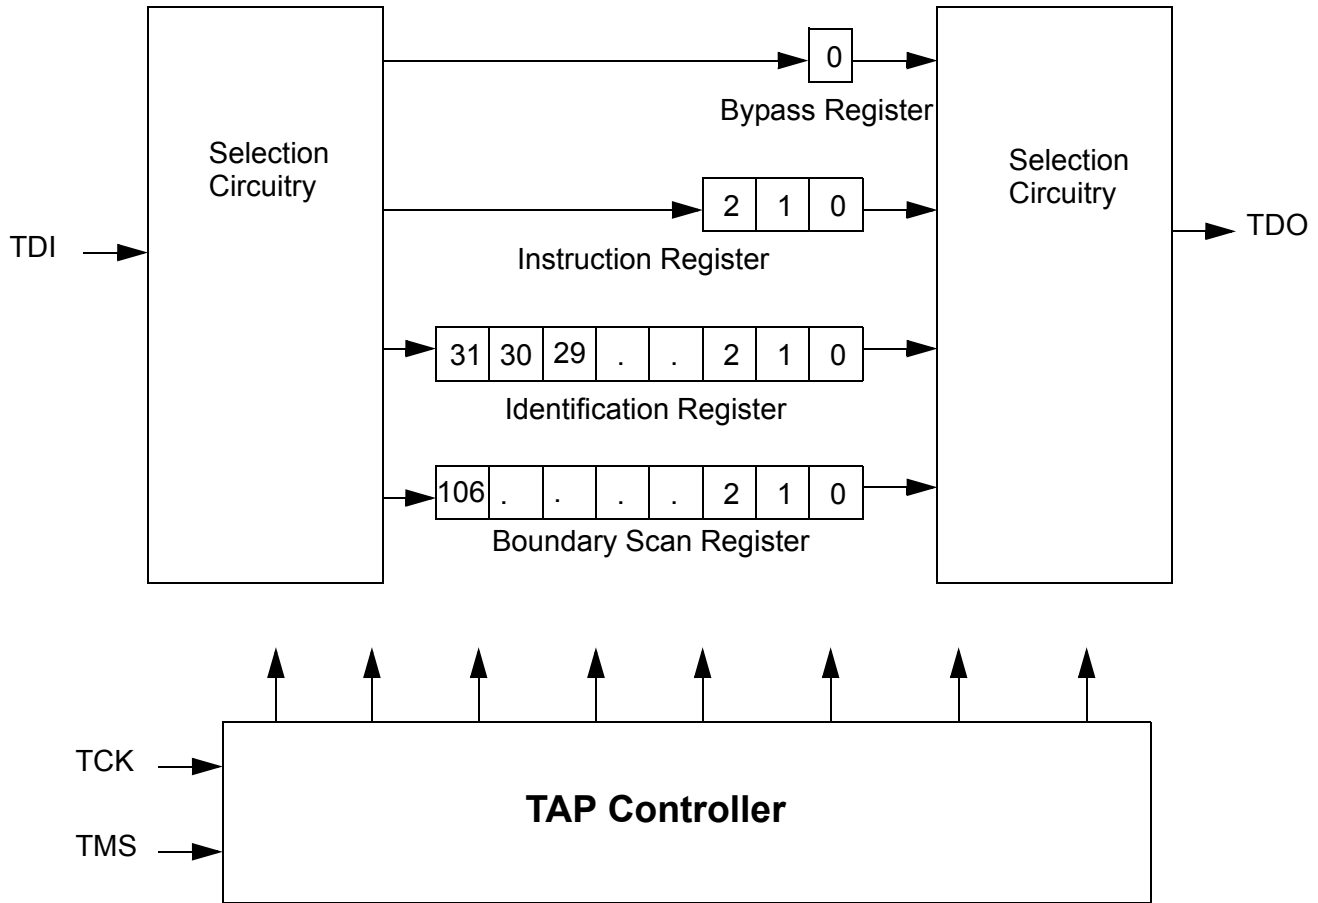 0
Bypass Register
Selection
Circuitry
Selection
Circuitry
2 1 0
TDI
TDO
Instruction Register
31 30 29 . . 2 1 0
Identification Register
106 . . . . 2 1 0
Boundary Scan Register
TCK
TAP Controller
TMS